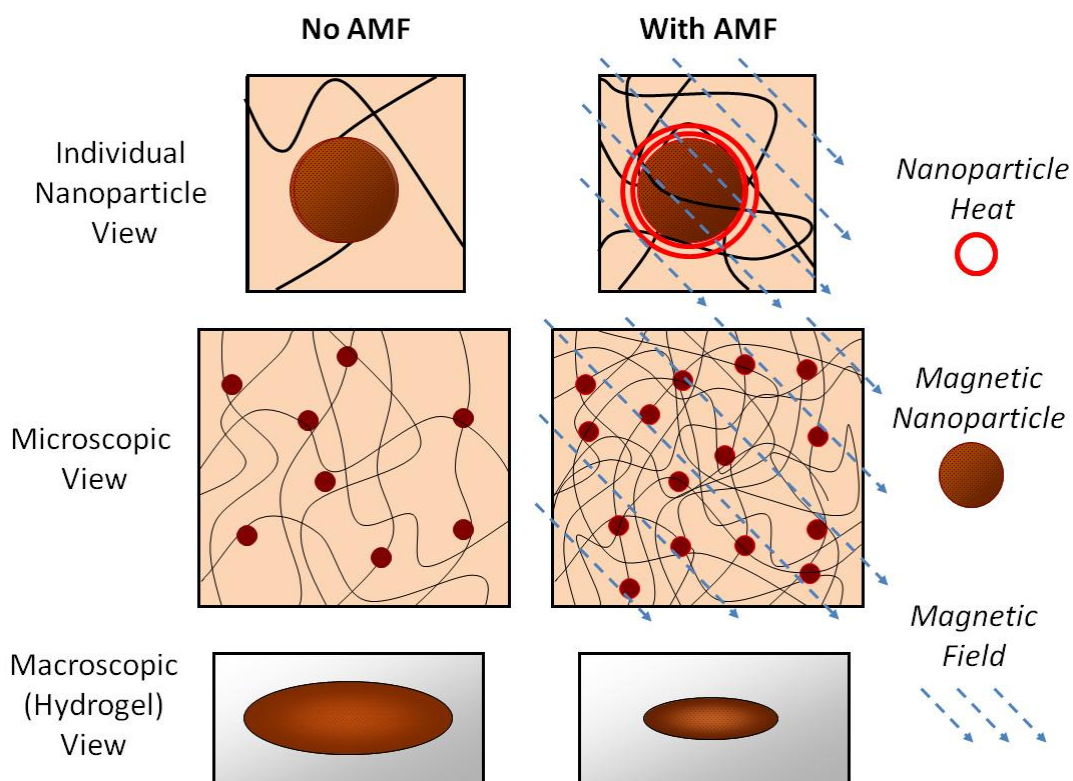 No AMF
With AMF
Individual
Nanoparticle
View
Nanoparticle
Heat
Microscopic
View
Magnetic
Nanoparticle
Macroscopic
(Hydrogel)
View
Magnetic
Field